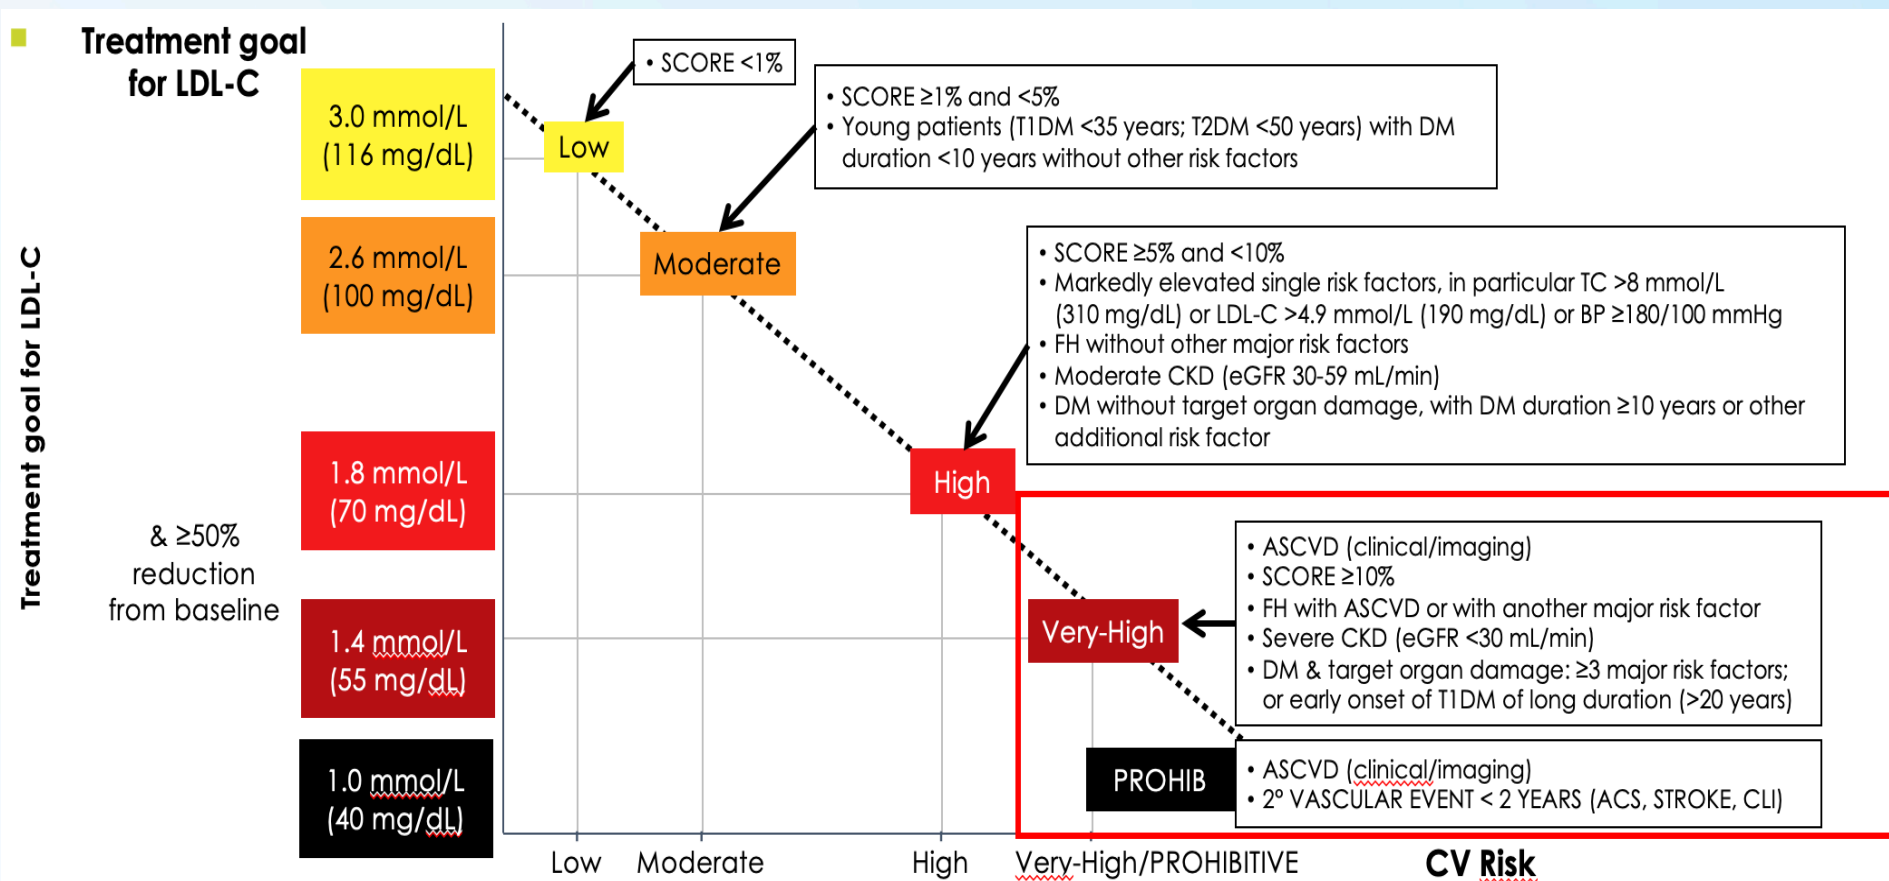 Treatment goal
for LDL-C
Treatment goal for LDL-C
3.0 mmol/L
(116 mg/dL)
2.6 mmol/L
(100 mg/dL)
1.8 mmol/L
(70 mg/dL)
& ≥50%
reduction
from baseline
1.4 mmol/L
(55 mg/dL)
1.0 mmol/L
(40 mg/dL)
• SCORE <1%
Low
• SCORE ≥1% and <5%
• Young patients (T1DM <35 years; T2DM <50 years) with DM
duration <10 years without other risk factors
Moderate
• SCORE ≥5% and <10%
• Markedly elevated single risk factors, in particular TC >8 mmol/L
(310 mg/dL) or LDL-C >4.9 mmol/L (190 mg/dL) or BP ≥180/100 mmHg
• FH without other major risk factors
• Moderate CKD (eGFR 30-59 mL/min)
• DM without target organ damage, with DM duration ≥10 years or other
additional risk factor
High
• ASCVD (clinical/imaging)
• SCORE ≥10%
• FH with ASCVD or with another major risk factor
• Severe CKD (eGFR <30 mL/min)
• DM & target organ damage: ≥3 major risk factors;
or early onset of T1DM of long duration (>20 years)
Very-High
PROHIB
• ASCVD (clinical/imaging)
• 2º VASCULAR EVENT < 2 YEARS (ACS, STROKE, CLI)
Low
Moderate
High
Very-High/PROHIBITIVE
CV Risk